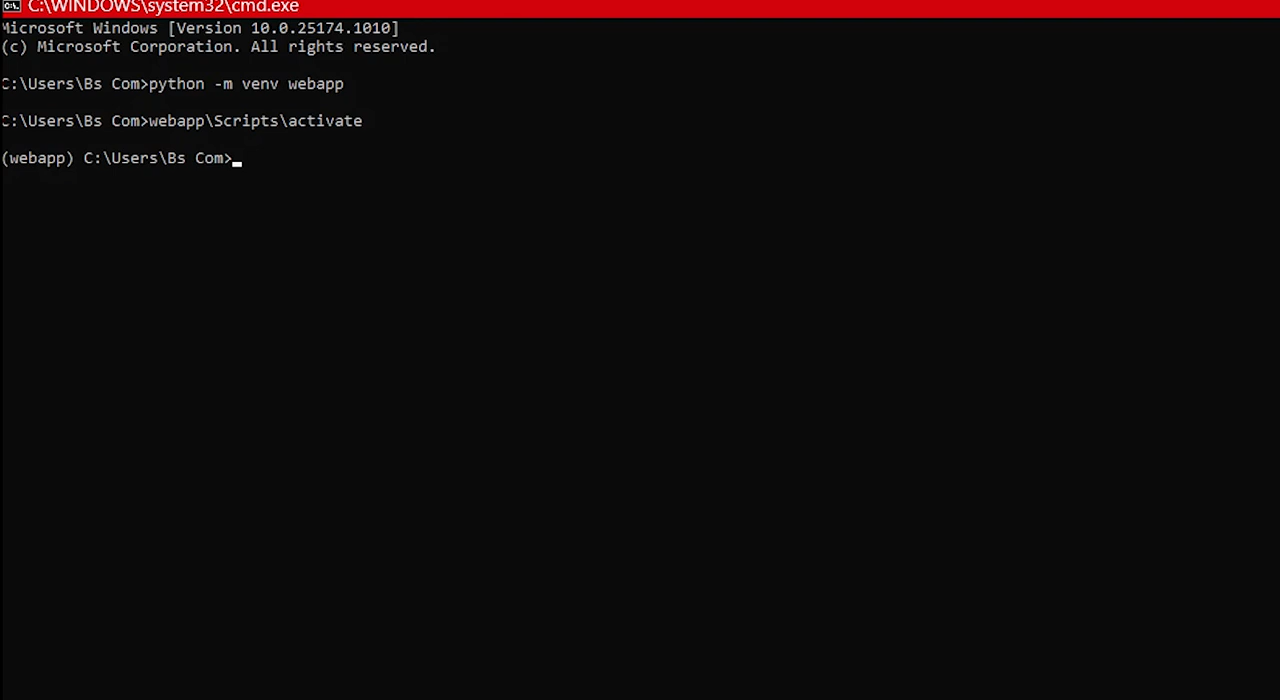 C:\WINDOWS\system32\cmd.exe
Microsoft Windows [Version 10.0.25174.1010]
(c) Microsoft Corporation. All rights reserved.
C:\Users\Bs Com>python -m venv webapp
C:\Users\Bs Com>webapp\Scripts\activate
(webapp) C:\Users\Bs Com>